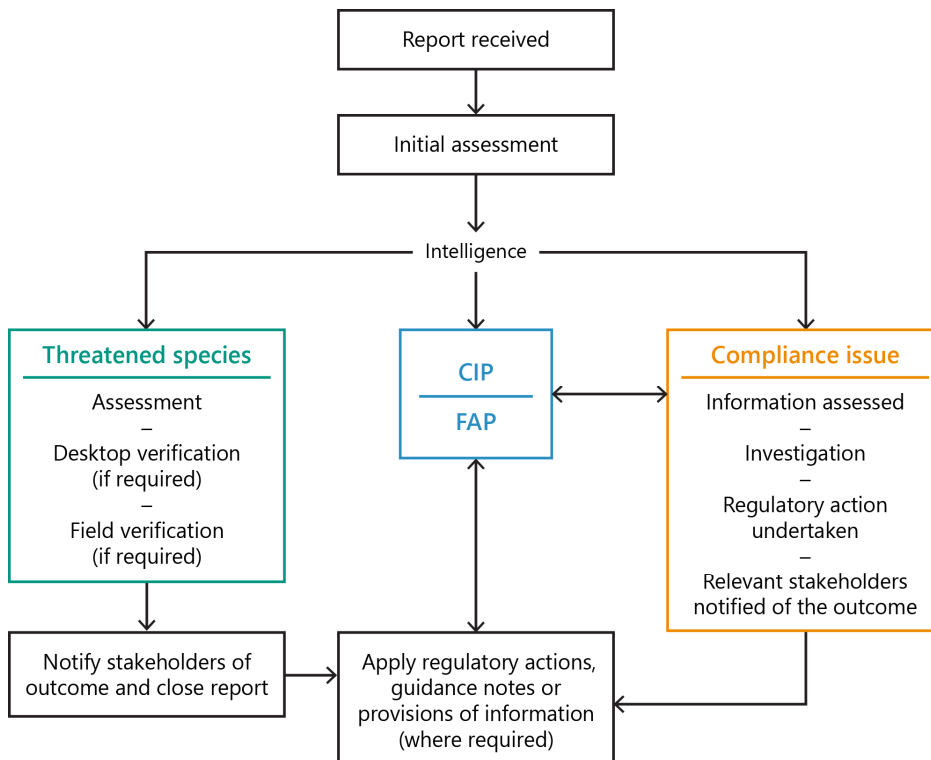 Report received
Initial assessment
Intelligence
Threatened species
Assessment
–
Desktop verification
(if required)
–
Field verification
(if required)
CIP
FAP
Compliance issue
Information assessed
–
Investigation
–
Regulatory action
undertaken
–
Relevant stakeholders
notified of the outcome
Notify stakeholders of
outcome and close report
Apply regulatory actions,
guidance notes or
provisions of information
(where required)